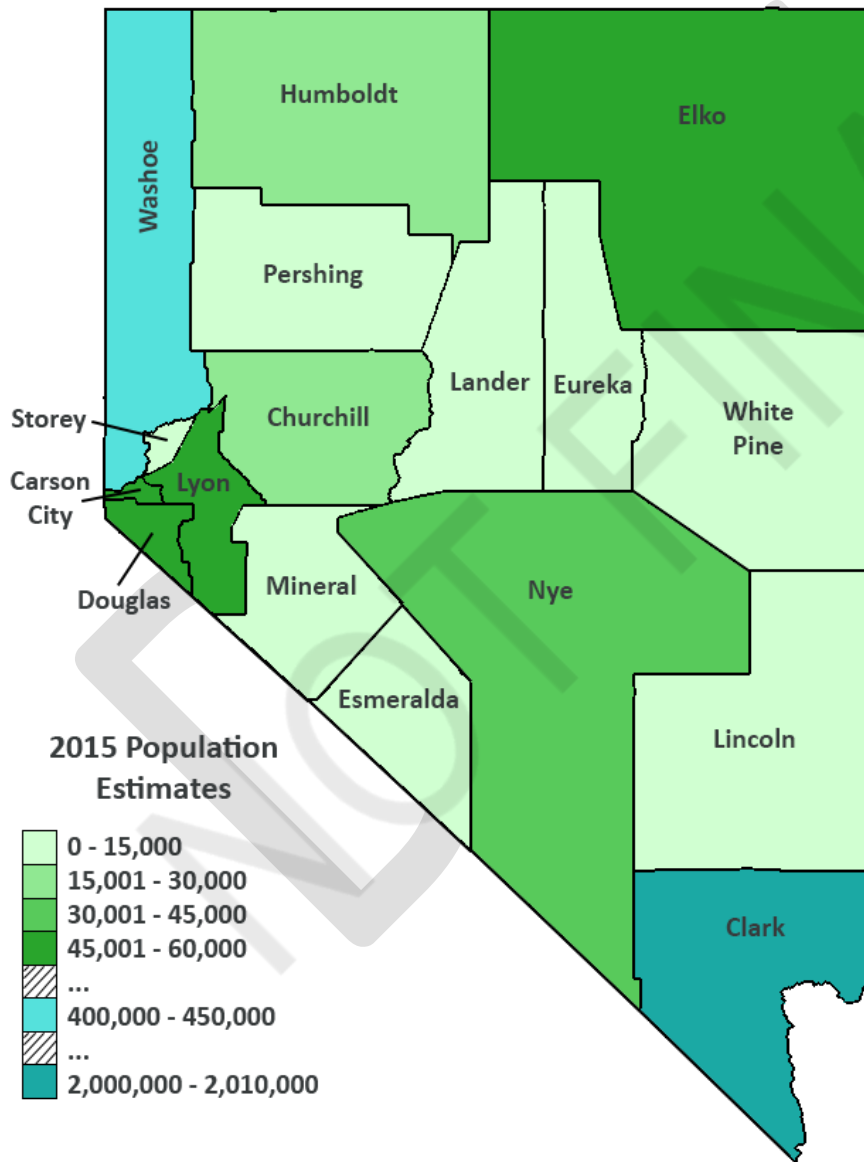 Humboldt
Elko
Washoe
Pershing
Lander
Eureka
Churchill
White
Pine
Storey
Carson
City
Lyon
Douglas
Mineral
Nye
Esmeralda
Lincoln
Clark
2015 Population
Estimates
0 - 15,000
15,001 - 30,000
30,001 - 45,000
45,001 - 60,000
...
400,000 - 450,000
...
2,000,000 - 2,010,000
NOT FINA